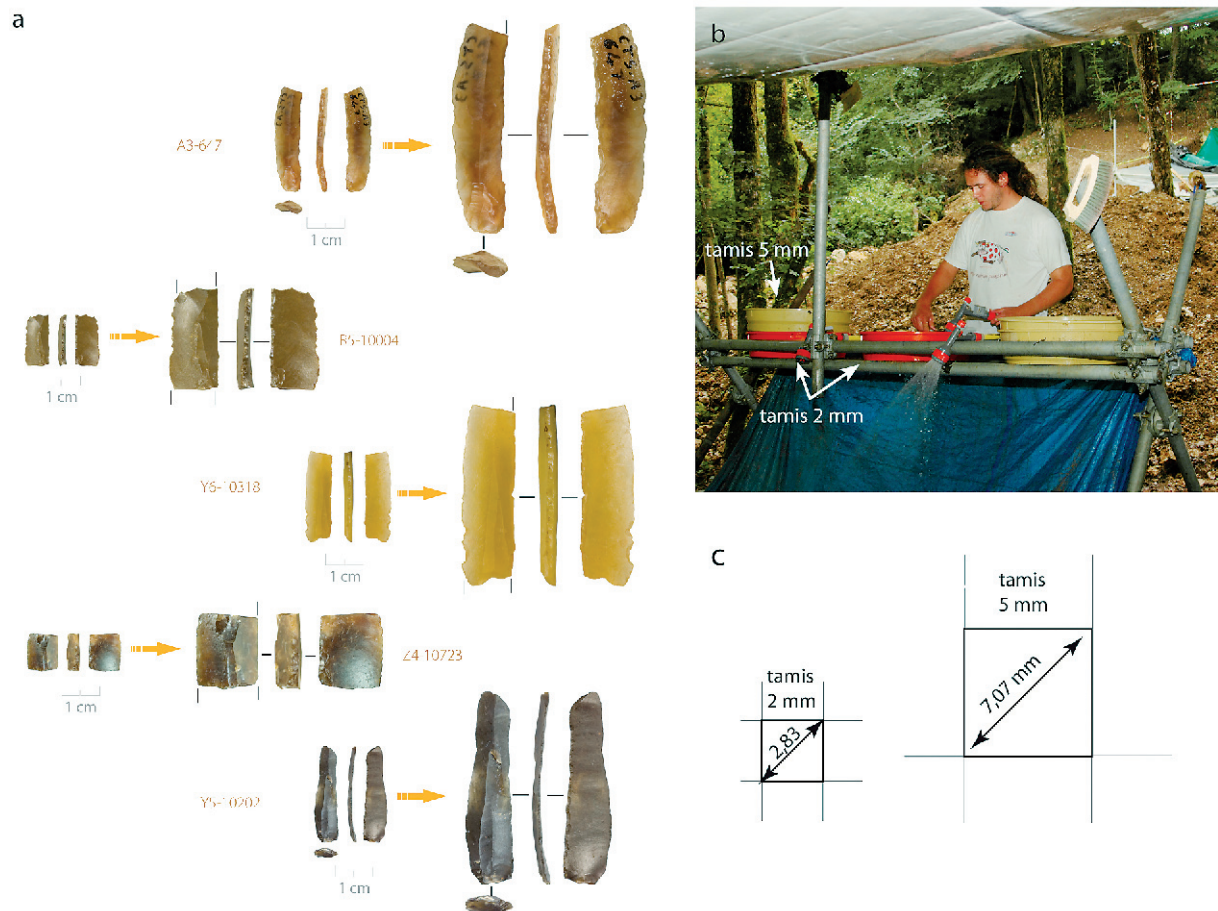 a
A3-647
1 cm
R5-10004
1 cm
Y6-10318
1 cm
Z4-10723
1 cm
Y5-10202
1 cm
b
tamis 5 mm
tamis 2 mm
c
tamis
5 mm
7,07 mm
tamis
2 mm
2,83